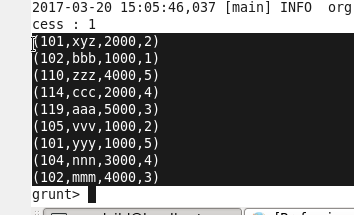 2017-03-20 15:05:46,037 [main] INFO org
cess : 1
(101,xyz,2000,2)
(102,bbb,1000,1)
(110,zzz,4000,5)
(114,ccc,2000,4)
(119,aaa,5000,3)
(105,vvv,1000,2)
(101,yyy,1000,5)
(104,nnn,3000,4)
(102,mmm,4000,3)
grunt>